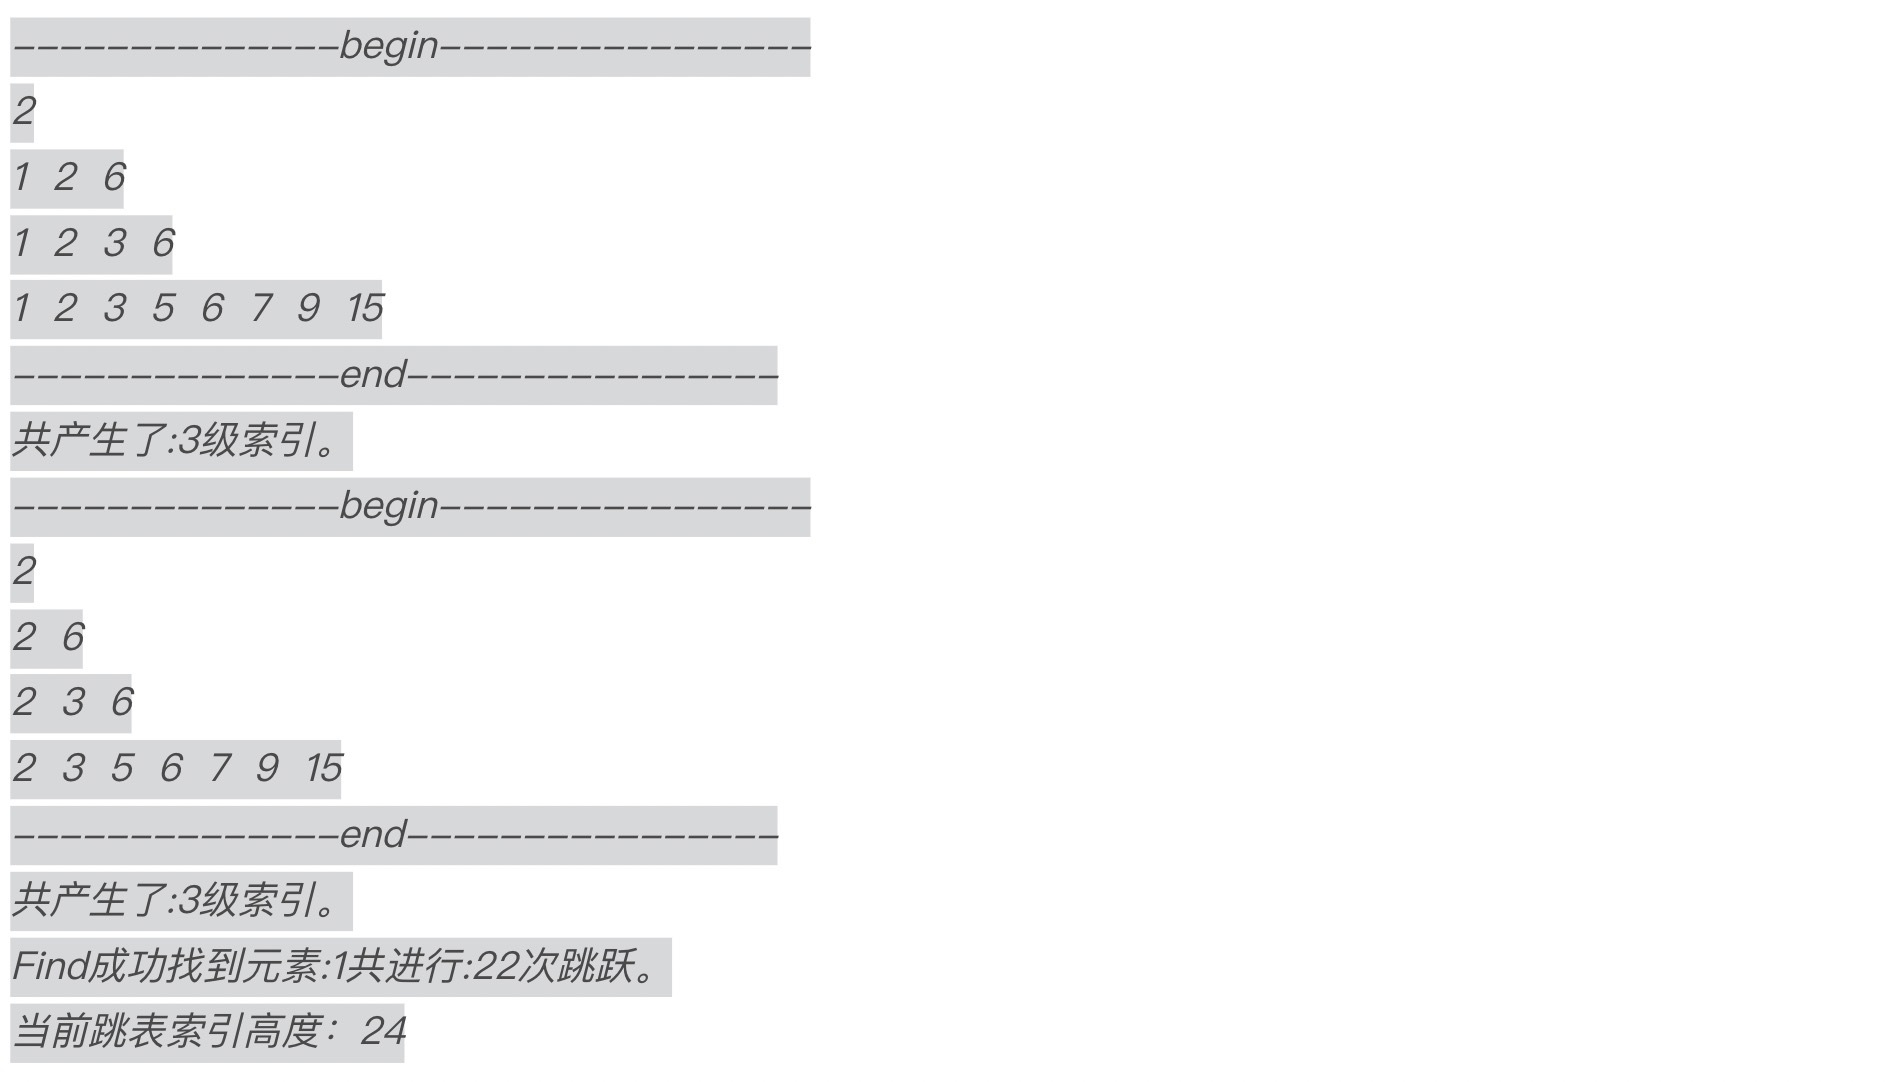 --------------begin----------------
2
1 2 6
1 2 3 6
1 2 3 5 6 7 9 15
--------------end----------------
共产生了:3级索引。
--------------begin----------------
2
2 6
2 3 6
2 3 5 6 7 9 15
--------------end----------------
共产生了:3级索引。
Find成功找到元素:1共进行:22次跳跃。
当前跳表索引高度：24